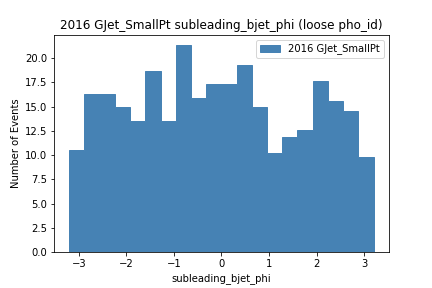 2016 GJet_SmallPt subleading_bjet_phi (loose pho_id)
2016 GJet_SmallPt
Number of Events
20.0
17.5
15.0
12.5
10.0
7.5
5.0
2.5
0.0
−3 −2 −1 0 1 2 3
subleading_bjet_phi